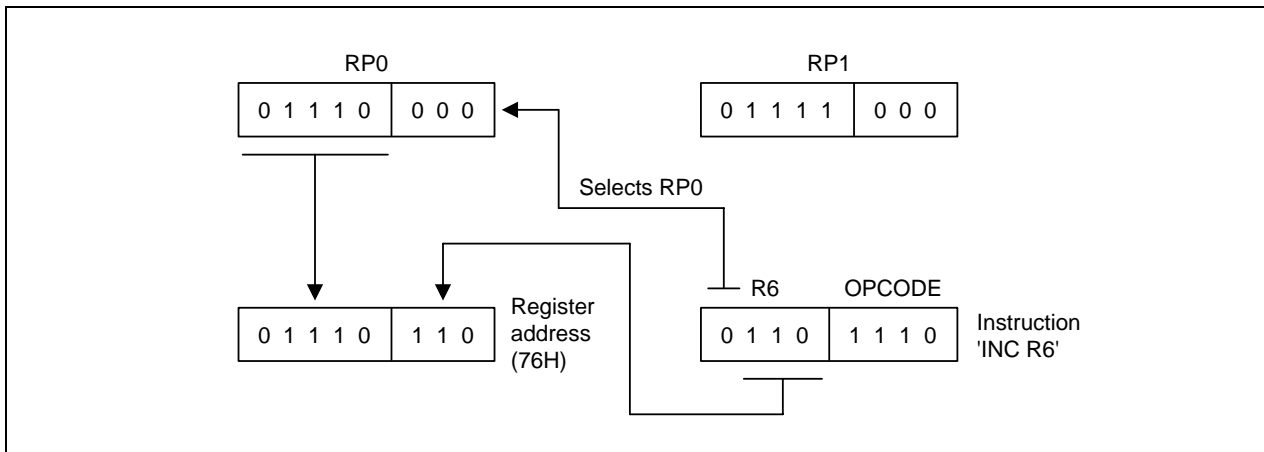 RP0 RP1
0 1 1 1 0 0 0 0 0 1 1 1 1 0 0 0
Selects RP0
R6 OPCODE
0 1 1 1 0 1 1 0 Register address (76H) 0 1 1 0 1 1 1 0 Instruction 'INC R6'